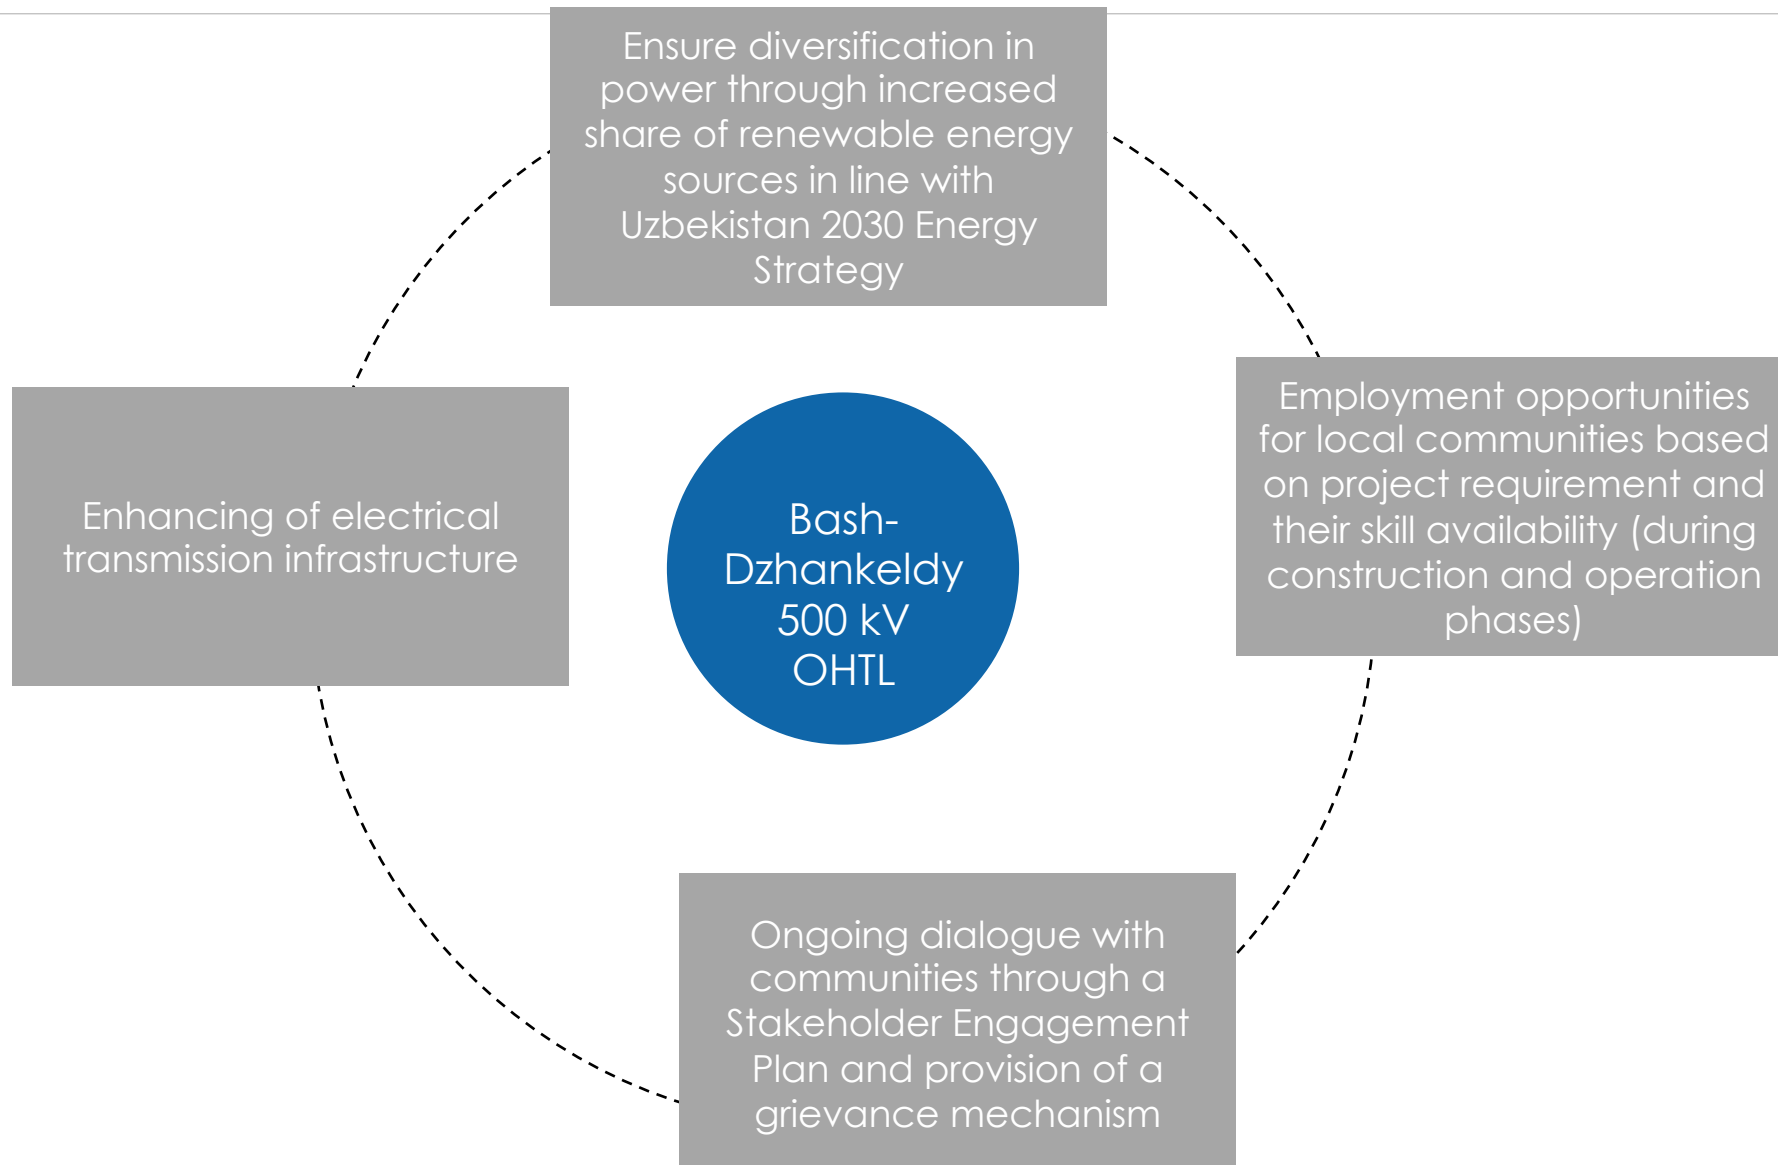 Ensure diversification in
power through increased
share of renewable energy
sources in line with
Uzbekistan 2030 Energy
Strategy
Employment opportunities
for local communities based
on project requirement and
their skill availability (during
construction and operation
phases)
Enhancing of electrical
transmission infrastructure
Bash-
Dzhankeldy
500 kV
OHTL
Ongoing dialogue with
communities through a
Stakeholder Engagement
Plan and provision of a
grievance mechanism